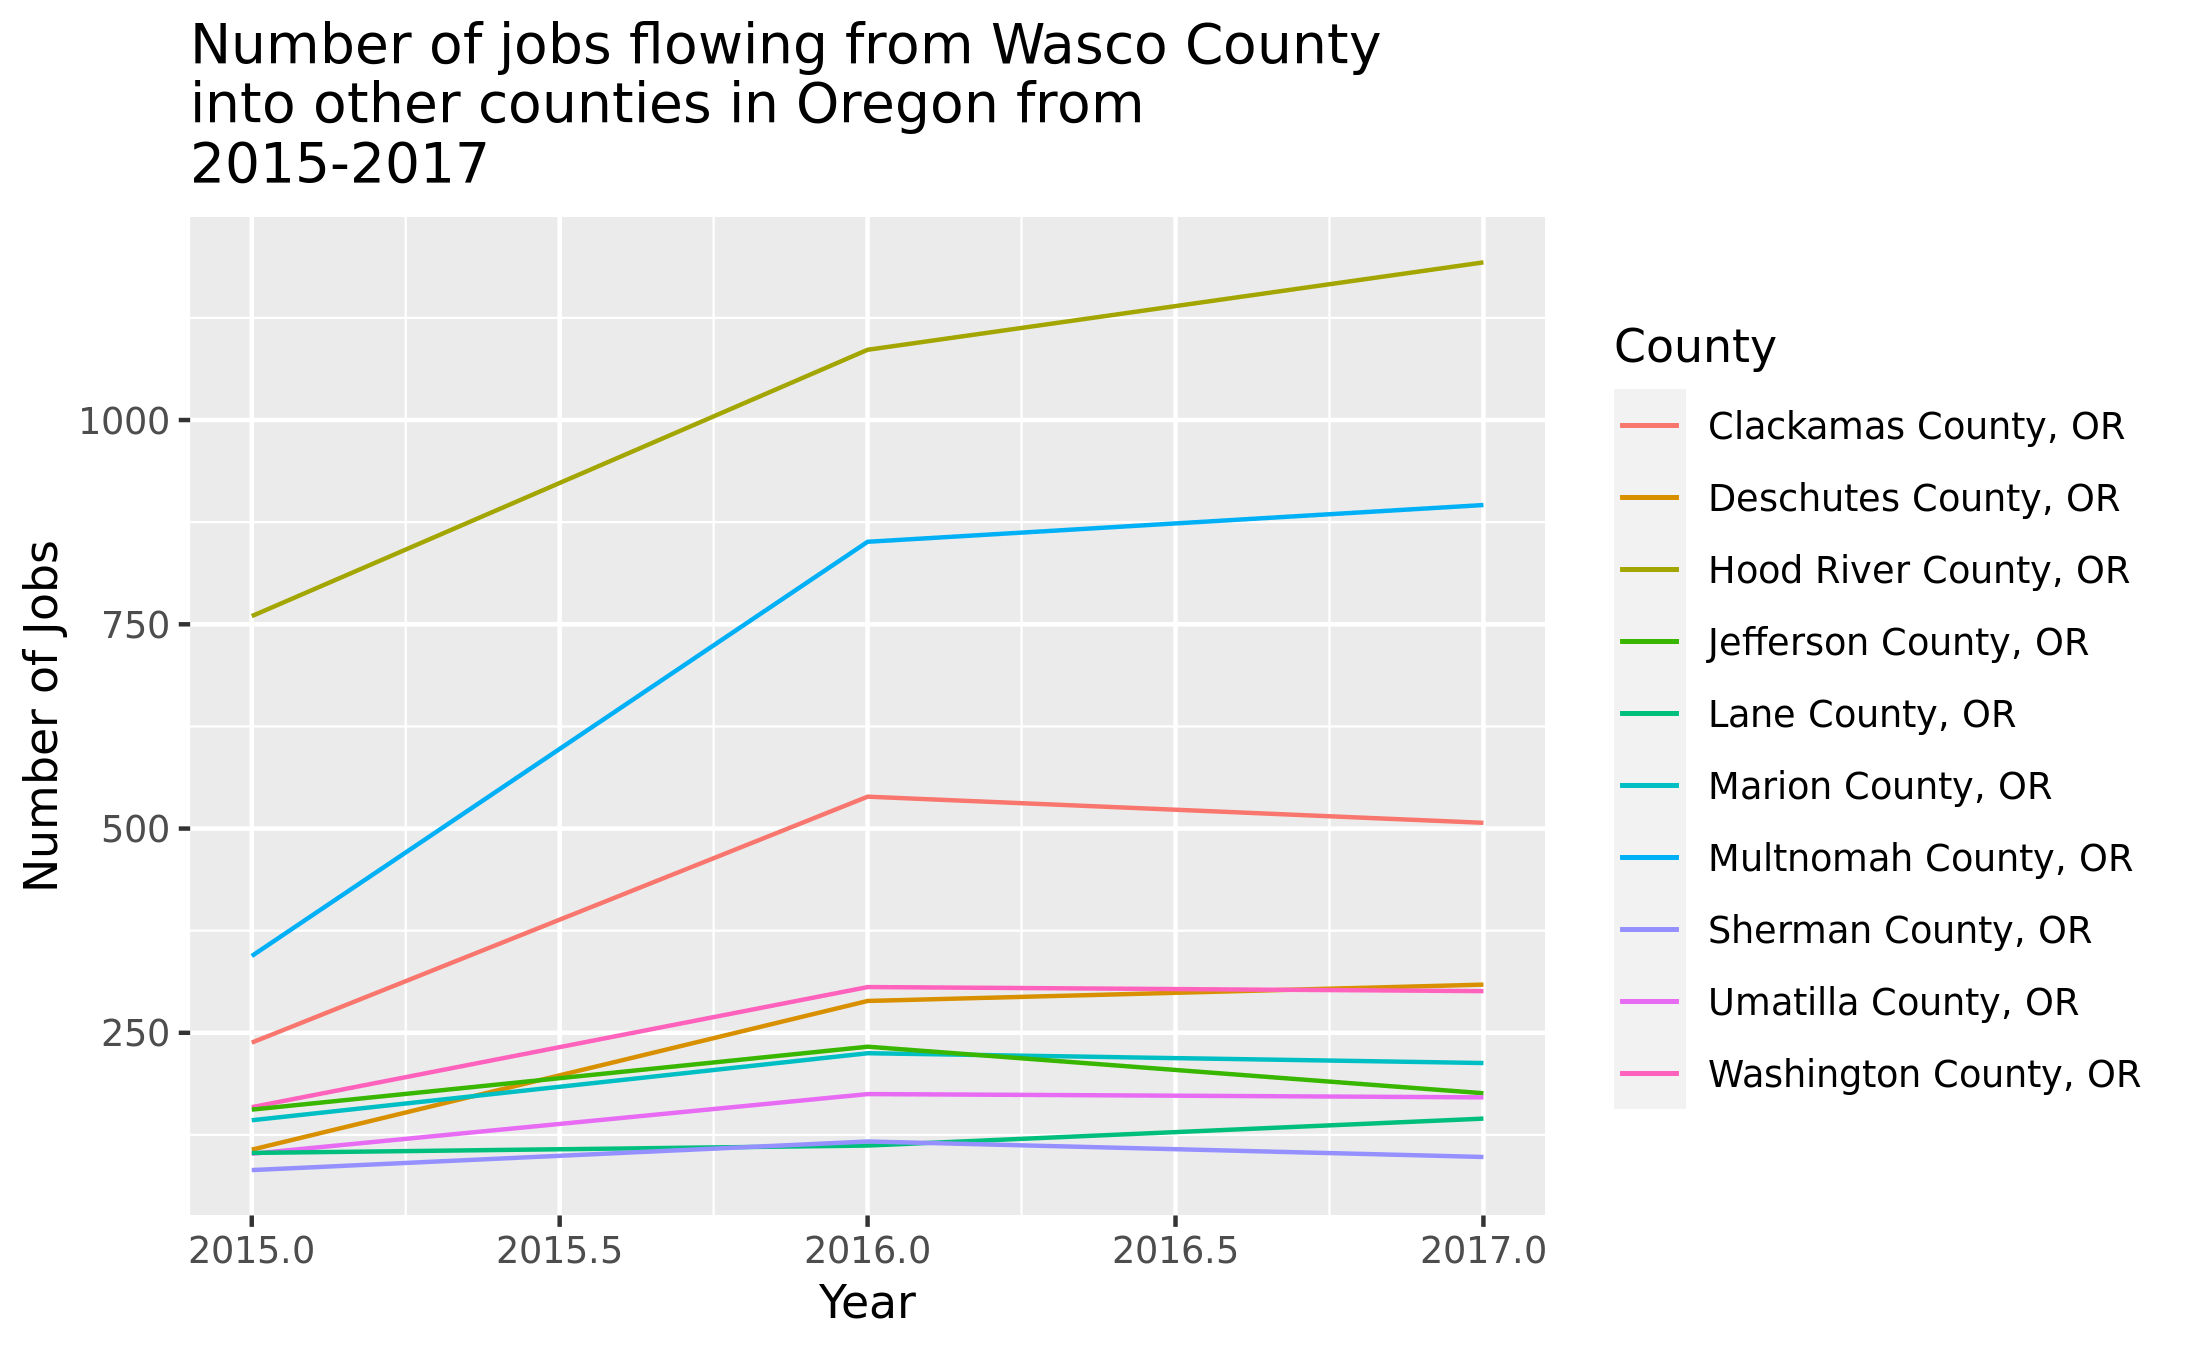 Number of jobs flowing from Wasco County
into other counties in Oregon from
2015-2017
Number of Jobs
1000
750
500
250
2015.0
2015.5
2016.0
2016.5
2017.0
Year
County
Clackamas County, OR
Deschutes County, OR
Hood River County, OR
Jefferson County, OR
Lane County, OR
Marion County, OR
Multnomah County, OR
Sherman County, OR
Umatilla County, OR
Washington County, OR